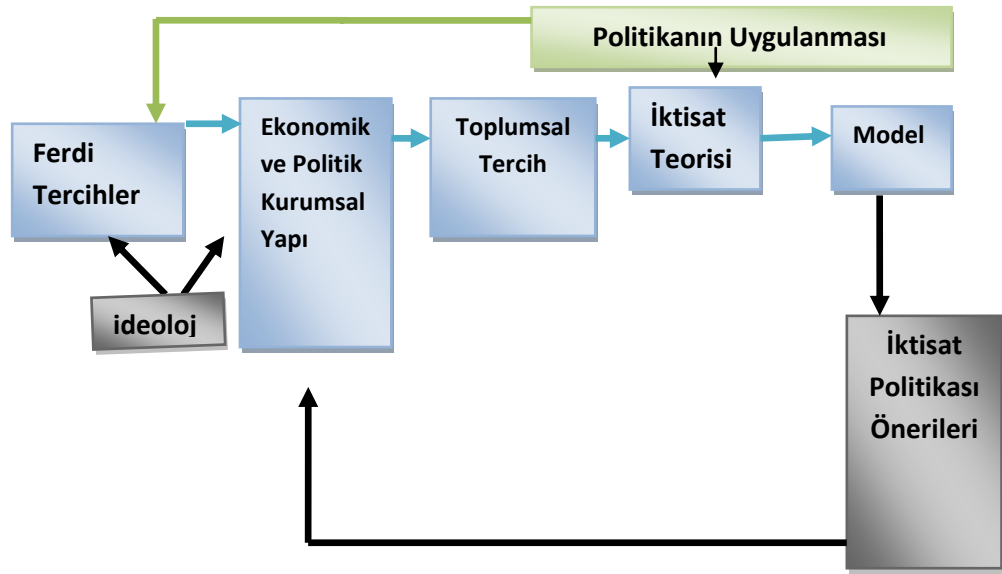 Politikanın Uygulanması
Ferdi
Tercihler
Ekonomik
ve Politik
Kurumsal
Yapı
Toplumsal
Tercih
İktisat
Teorisi
Model
ideoloj
İktisat
Politikası
Önerileri